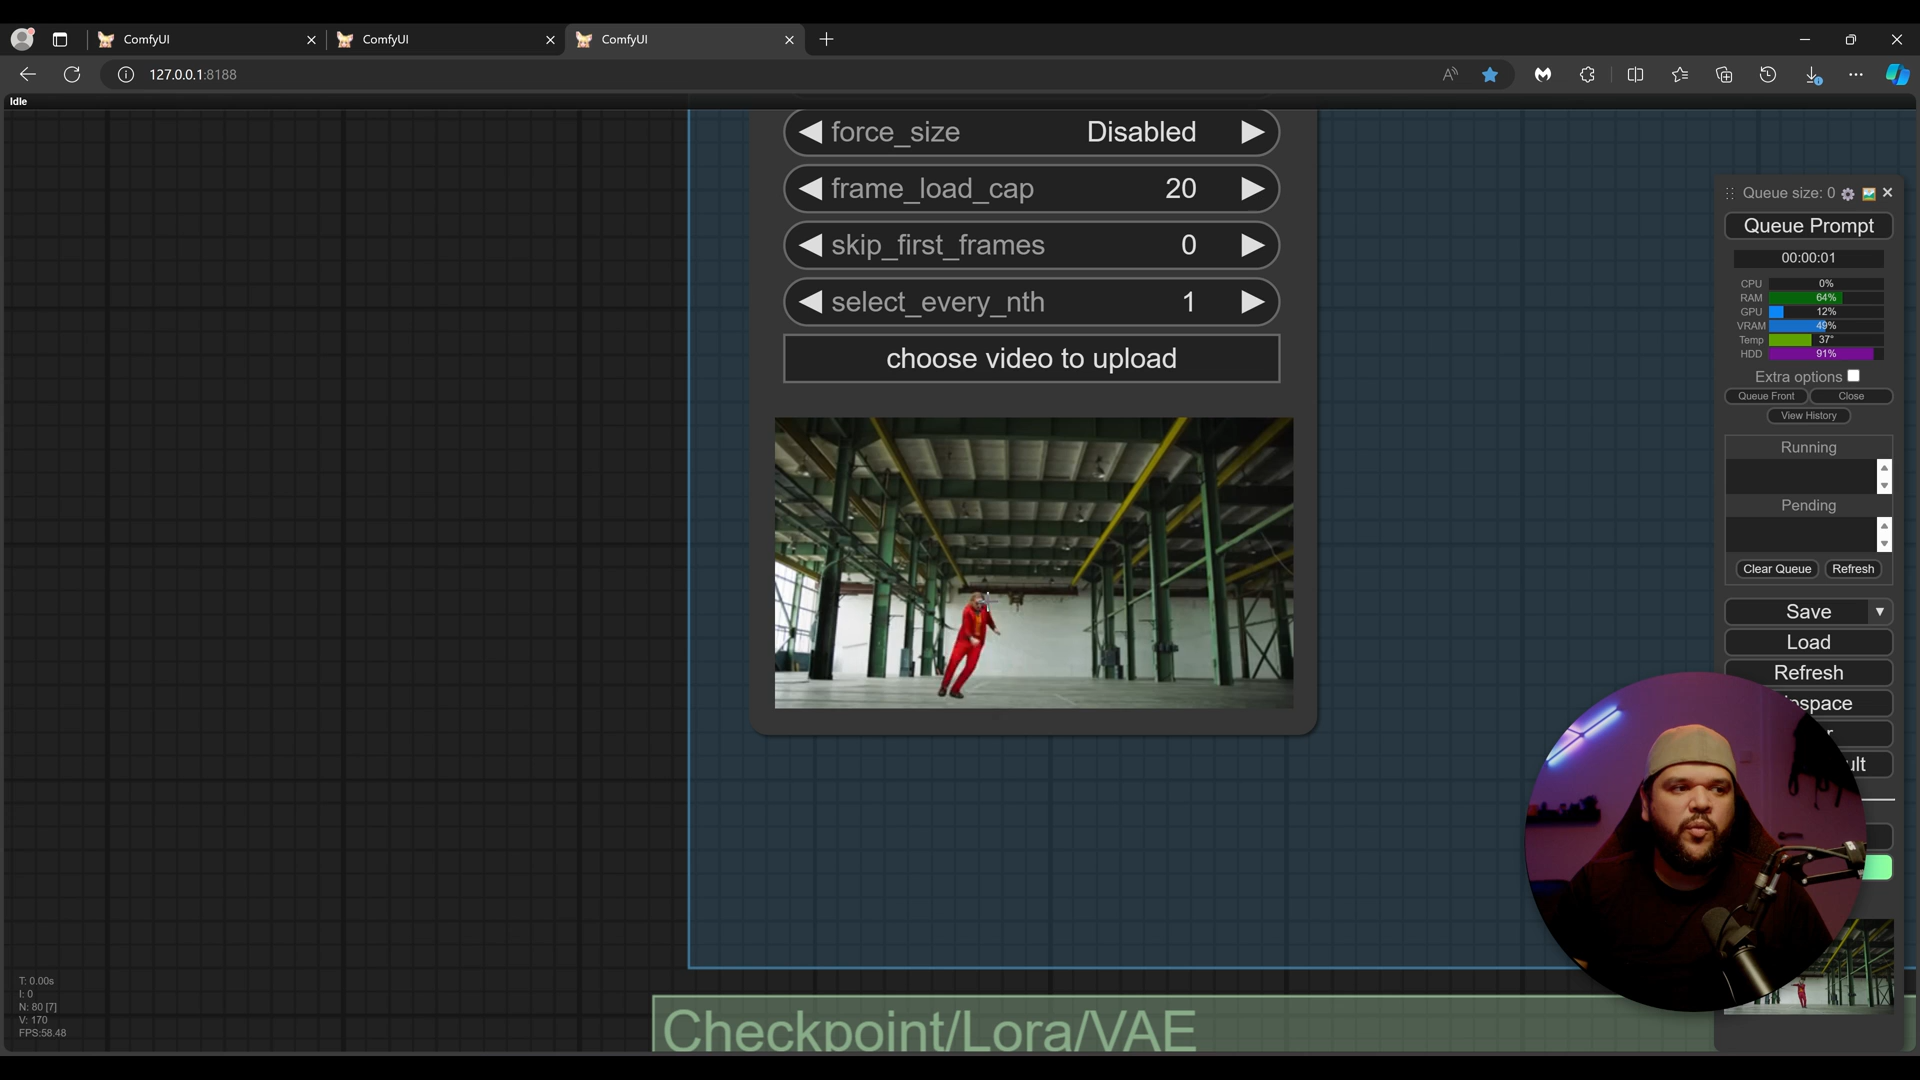 ComfyUI
ComfyUI
ComfyUI
127.0.0.1:8188
Idle
force_size Disabled
frame_load_cap 20
skip_first_frames 0
select_every_nth 1
choose video to upload
Queue size: 0
Queue Prompt
00:00:01
CPU 0%
RAM 64%
GPU 12%
VRAM 49%
Temp 37°
HDD 91%
Extra options
Queue Front Close
View History
Running
Pending
Clear Queue Refresh
Save
Load
Refresh
T: 0.00s
I: 0
N: 80 [7]
V: 170
FPS:58.48
Checkpoint/Lora/VAE